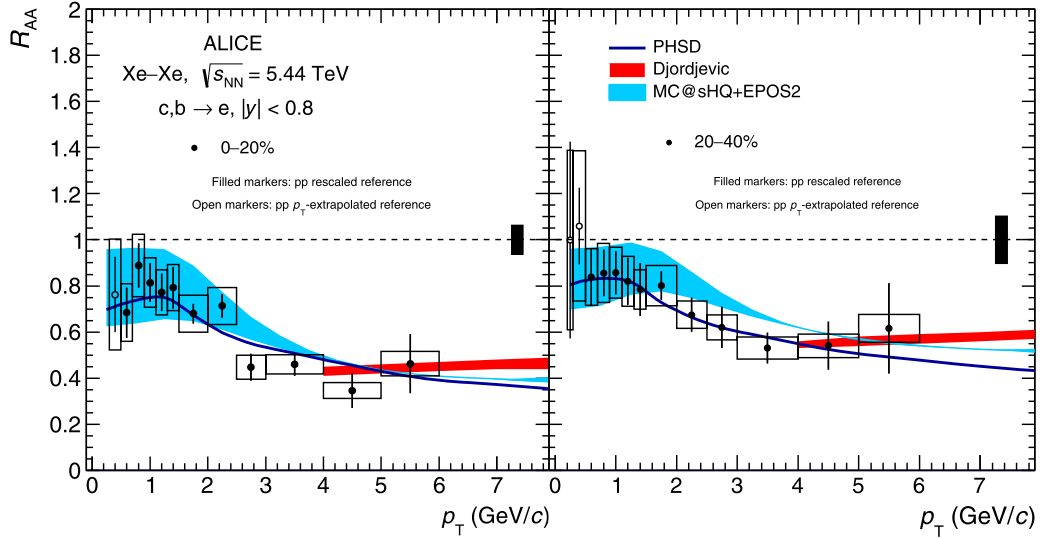 R_AA
ALICE
Xe–Xe, √s_NN = 5.44 TeV
c,b → e, |y| < 0.8
0–20%
Filled markers: pp rescaled reference
Open markers: pp p_T-extrapolated reference
2
1.8
1.6
1.4
1.2
1
0.8
0.6
0.4
0.2
0
0 1 2 3 4 5 6 7
p_T (GeV/c)
PHSD
Djordjevic
MC@sHQ+EPOS2
20–40%
Filled markers: pp rescaled reference
Open markers: pp p_T-extrapolated reference
0 1 2 3 4 5 6 7
p_T (GeV/c)